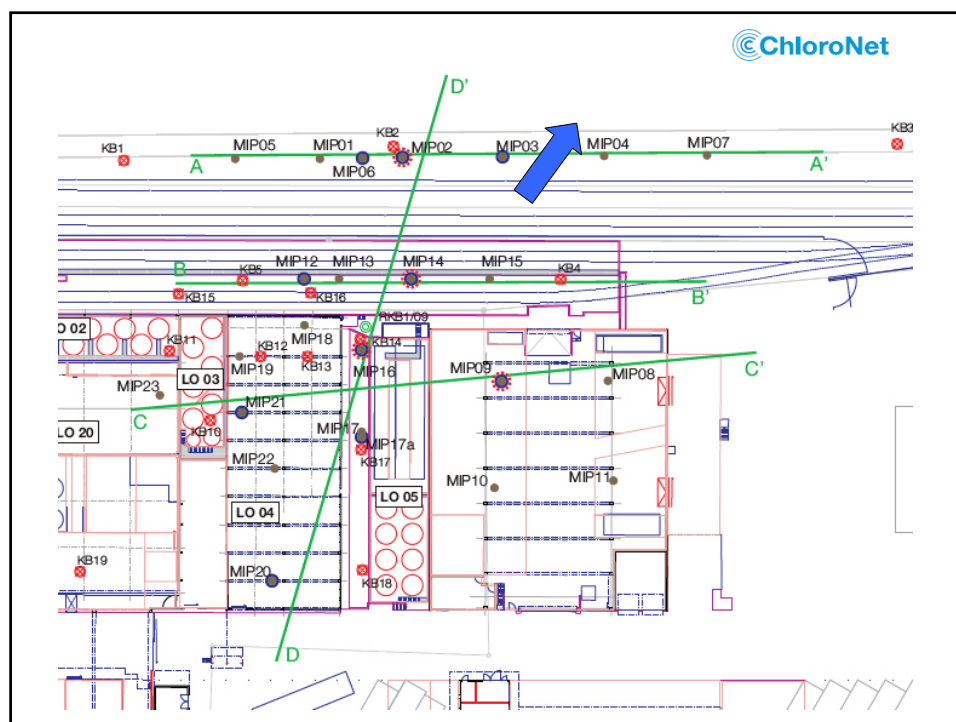 ChloroNet
D'
KB1
MIP05
MIP01
KB2
MIP02
MIP03
MIP04
MIP07
KB3
A
MIP06
A'
B
KB5
MIP12
MIP13
MIP14
MIP15
KB4
B'
KB15
KB16
RKB1/09
LO 02
KB11
MIP18
KB14
KB12
KB13
MIP19
MIP16
MIP09
MIP08
C'
LO 03
MIP23
C
MIP21
KB10
LO 20
MIP17
MIP17a
KB17
MIP22
MIP10
MIP11
LO 05
LO 04
KB19
MIP20
KB18
D